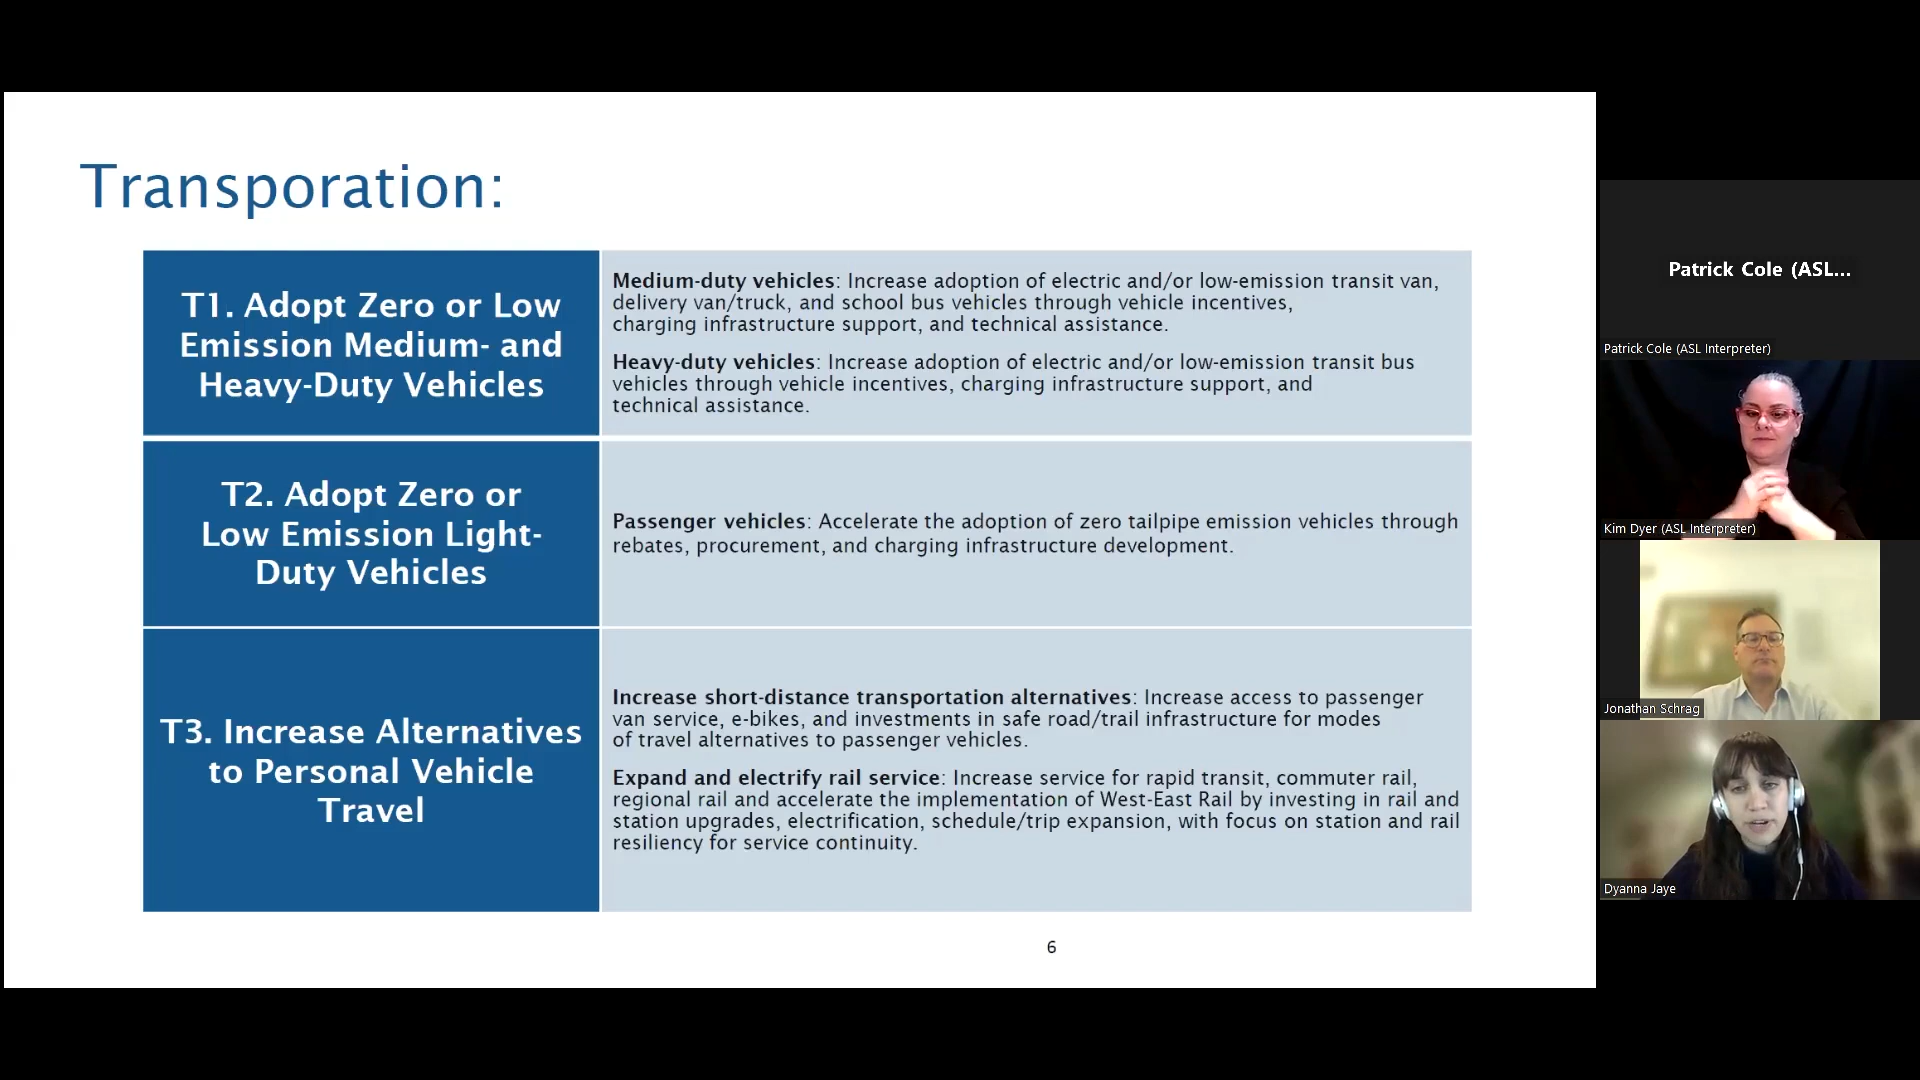 Transporation:
T1. Adopt Zero or Low
Emission Medium- and
Heavy-Duty Vehicles
Medium-duty vehicles: Increase adoption of electric and/or low-emission transit van,
delivery van/truck, and school bus vehicles through vehicle incentives,
charging infrastructure support, and technical assistance.
Heavy-duty vehicles: Increase adoption of electric and/or low-emission transit bus
vehicles through vehicle incentives, charging infrastructure support, and
technical assistance.
T2. Adopt Zero or
Low Emission Light-
Duty Vehicles
Passenger vehicles: Accelerate the adoption of zero tailpipe emission vehicles through
rebates, procurement, and charging infrastructure development.
T3. Increase Alternatives
to Personal Vehicle
Travel
Increase short-distance transportation alternatives: Increase access to passenger
van service, e-bikes, and investments in safe road/trail infrastructure for modes
of travel alternatives to passenger vehicles.
Expand and electrify rail service: Increase service for rapid transit, commuter rail,
regional rail and accelerate the implementation of West-East Rail by investing in rail and
station upgrades, electrification, schedule/trip expansion, with focus on station and rail
resiliency for service continuity.
6
Patrick Cole (ASL...
Patrick Cole (ASL Interpreter)
Kim Dyer (ASL Interpreter)
Jonathan Schrag
Dyanna Jaye